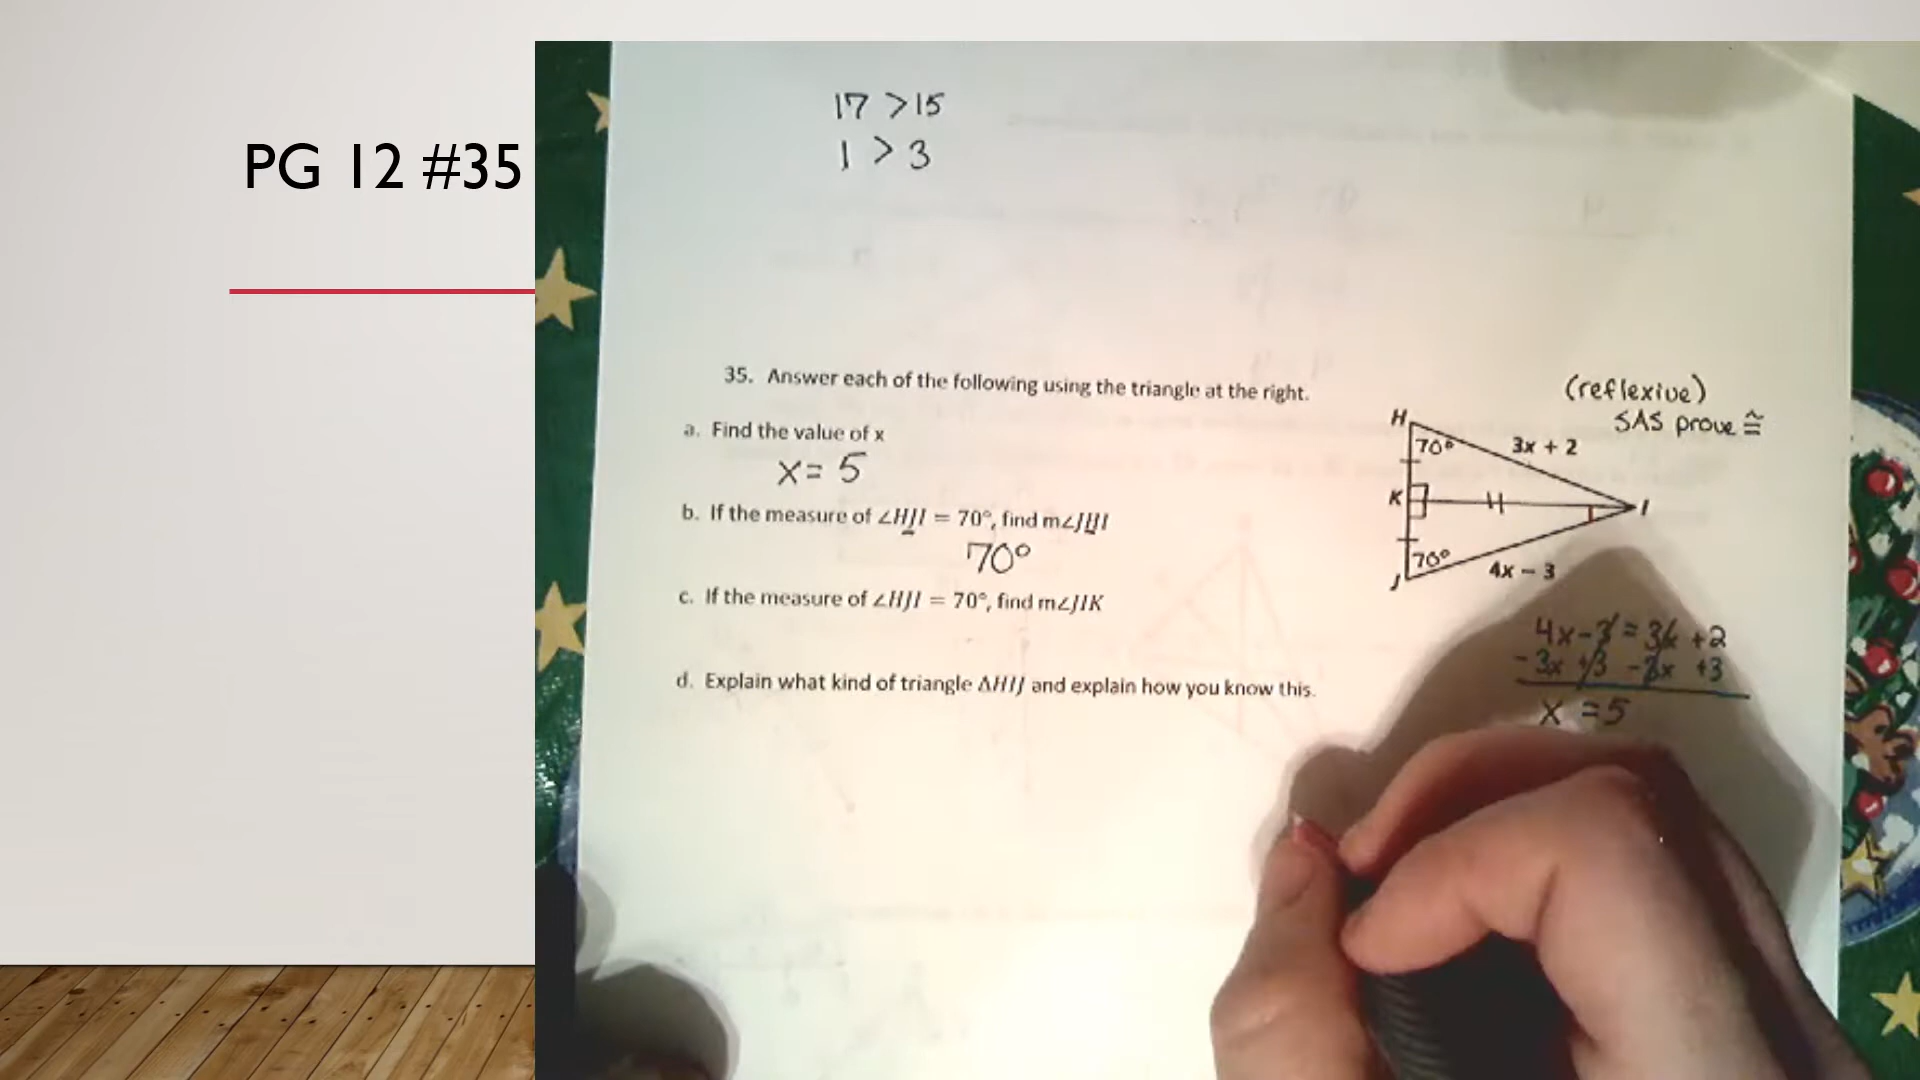 PG 12 #35
17 > 15
1 > 3
35. Answer each of the following using the triangle at the right.
a. Find the value of x
x = 5
b. If the measure of ∠HJI = 70°, find m∠JHI
70°
c. If the measure of ∠HJI = 70°, find m∠JIK
d. Explain what kind of triangle ΔHIJ and explain how you know this.
(reflexive)
SAS prove ≅
H
70°
3x + 2
K
I
70°
J
4x − 3
4x-3 = 3x +2
-3x +3 -3x +3
x = 5